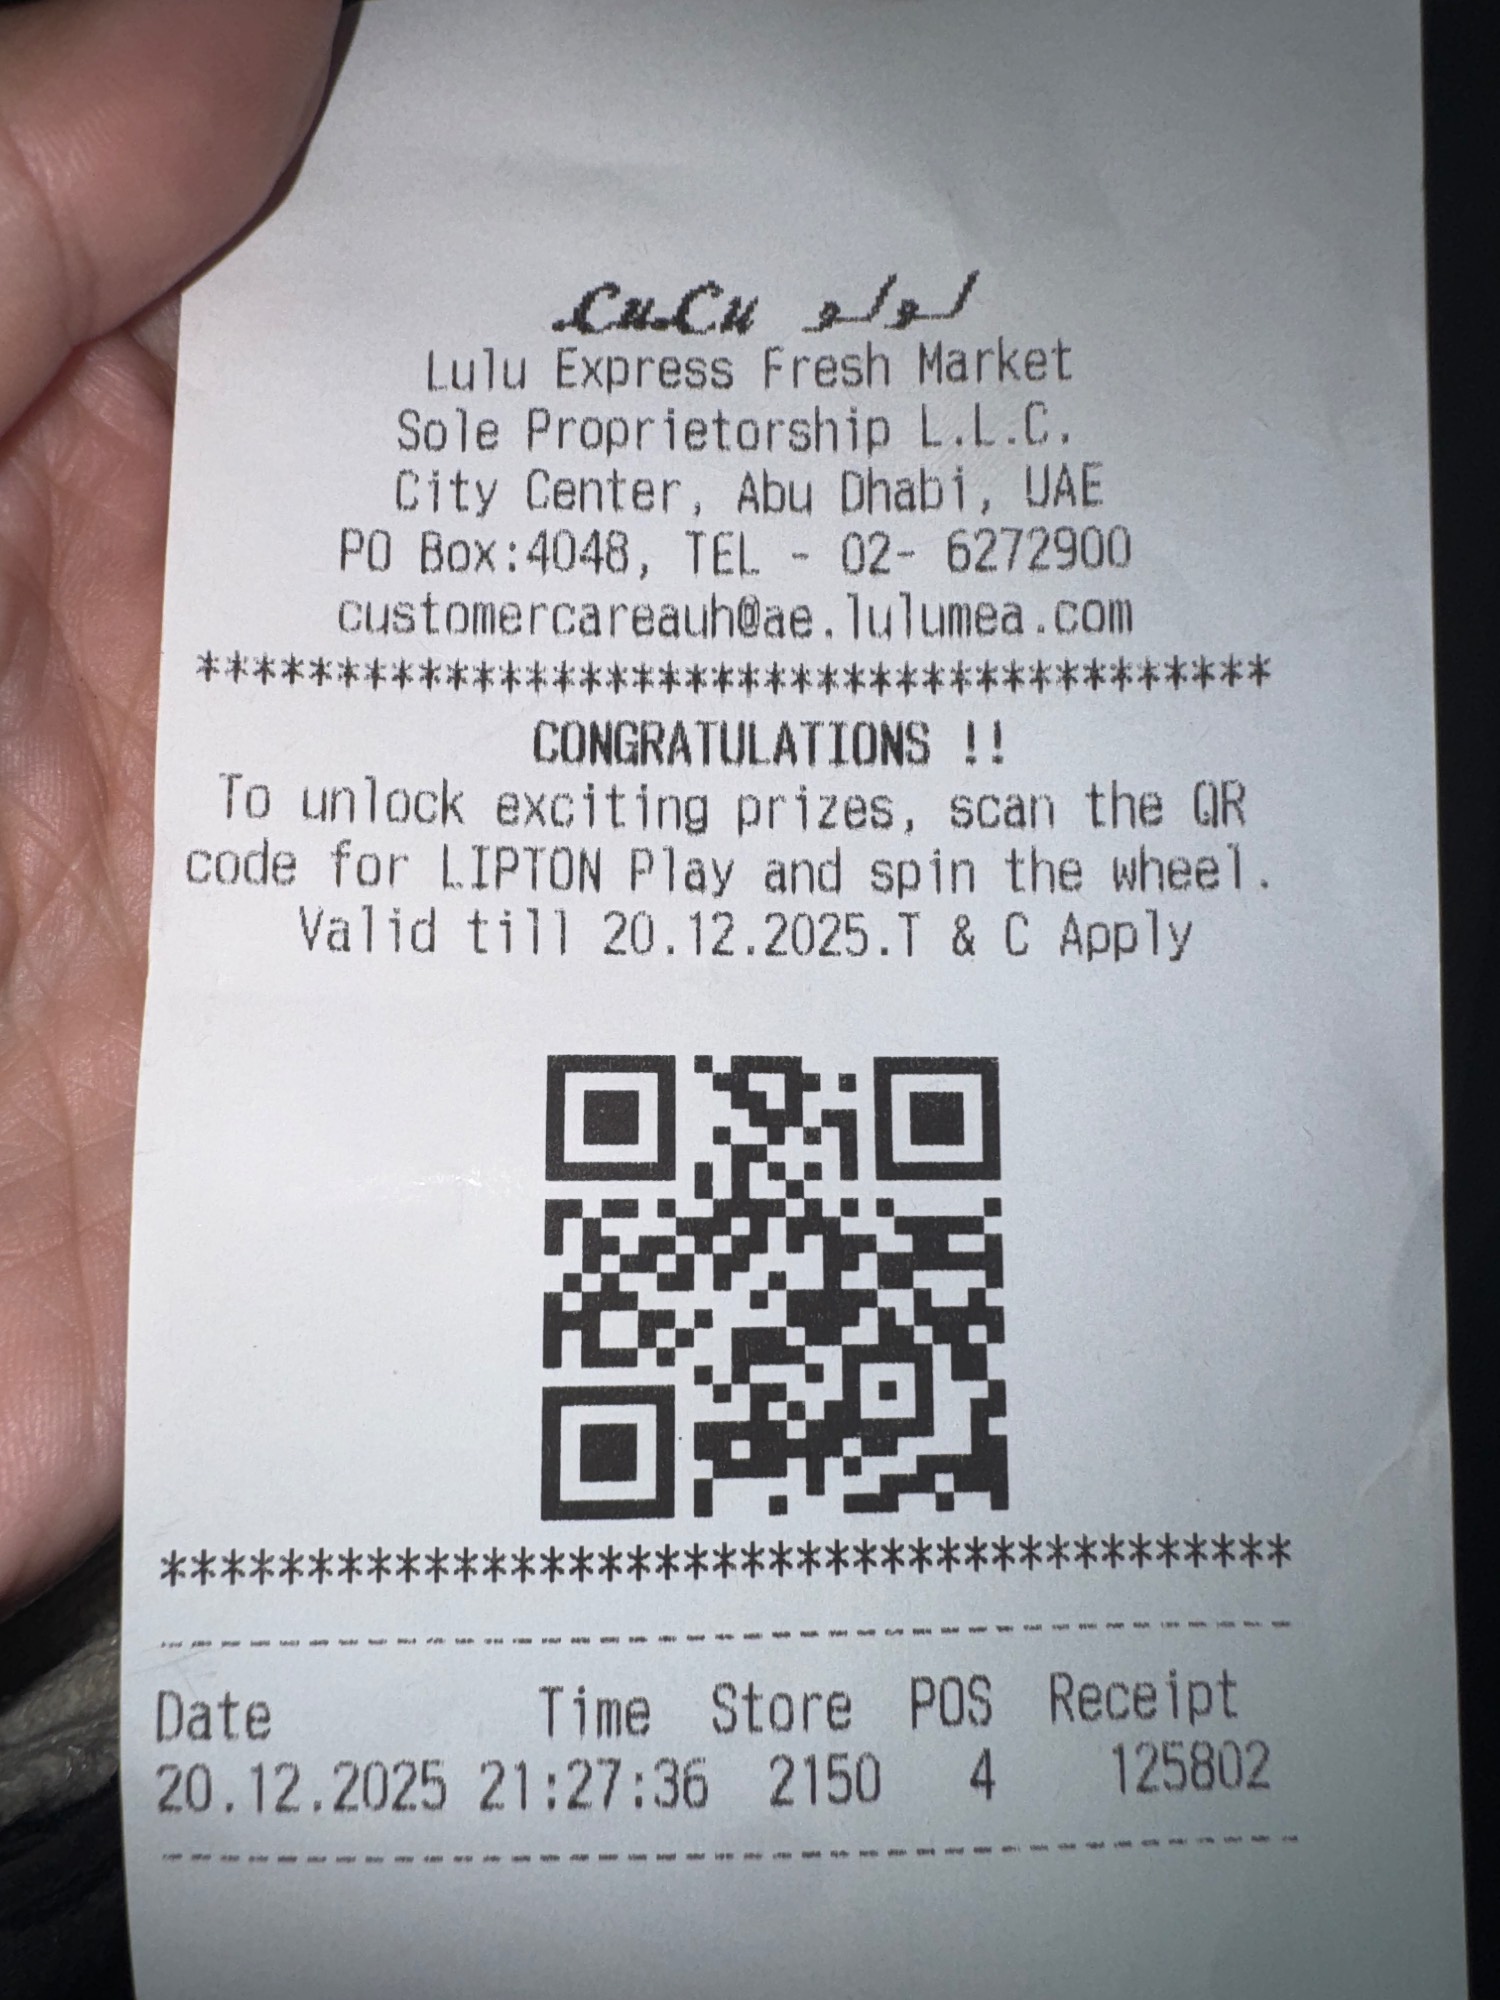 LuLu لولو
Lulu Express Fresh Market
Sole Proprietorship L.L.C.
City Center, Abu Dhabi, UAE
PO Box:4048, TEL - 02- 6272900
customercareauh@ae.lulumea.com
*****************************************
CONGRATULATIONS !!
To unlock exciting prizes, scan the QR
code for LIPTON Play and spin the wheel.
Valid till 20.12.2025.T & C Apply
*****************************************
-----------------------------------------
Date Time Store POS Receipt
20.12.2025 21:27:36 2150 4 125802
-----------------------------------------